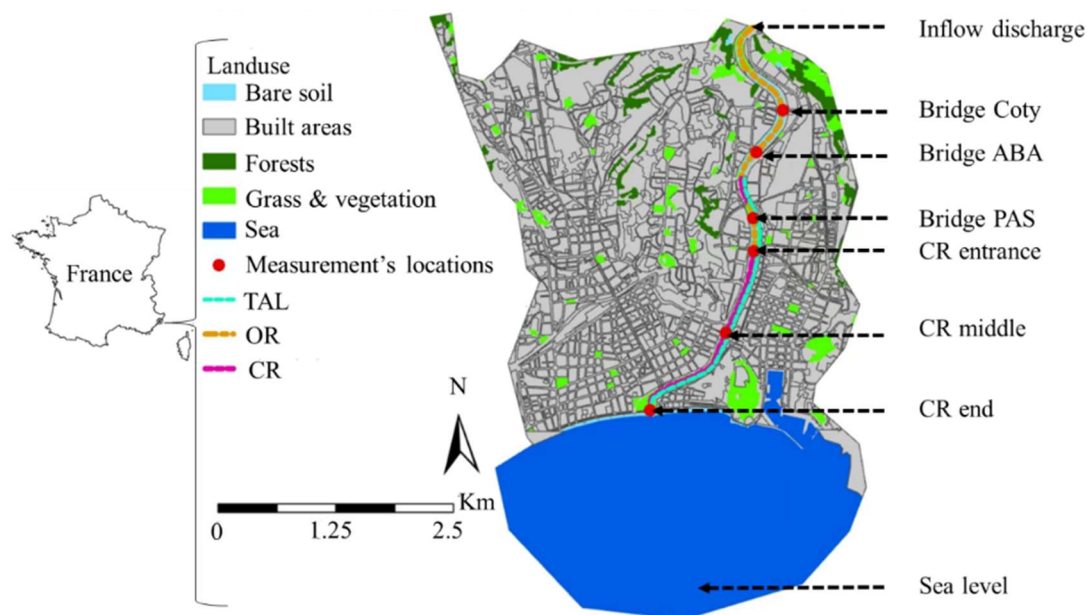 Landuse
Bare soil
Built areas
Forests
Grass & vegetation
Sea
Measurement's locations
TAL
OR
CR
France
N
Km
0 1.25 2.5
Inflow discharge
Bridge Coty
Bridge ABA
Bridge PAS
CR entrance
CR middle
CR end
Sea level